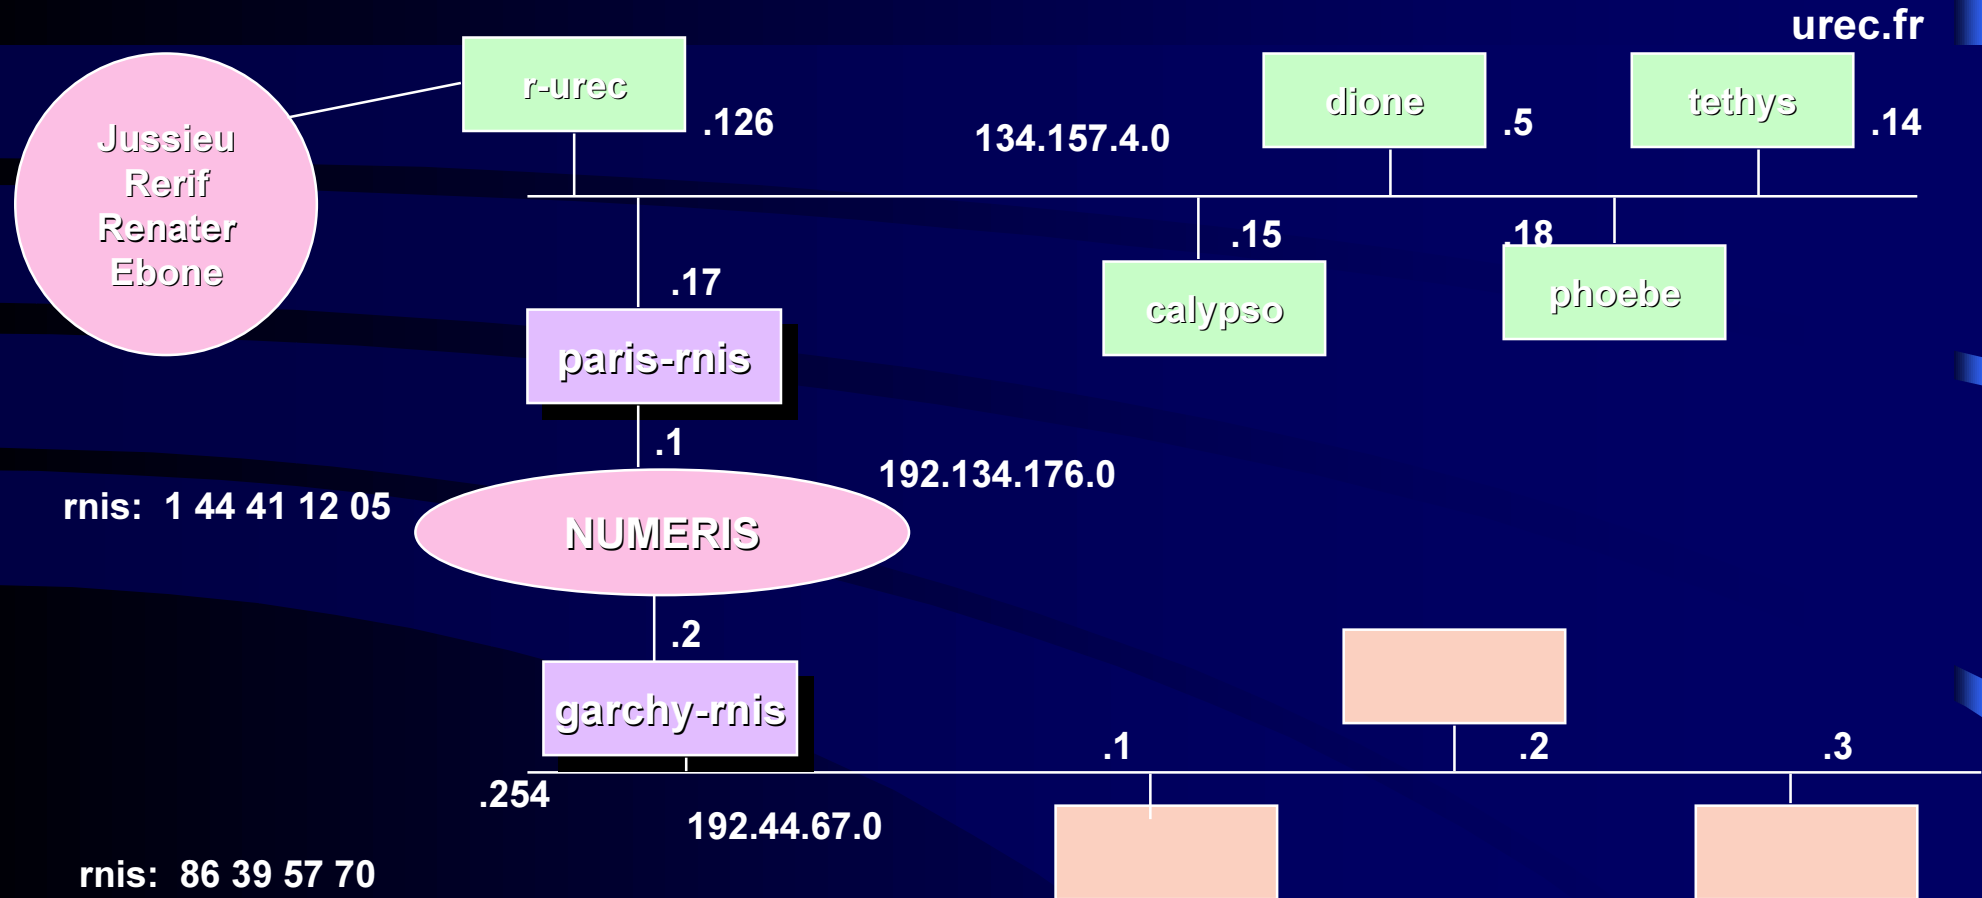 urec.fr
r-urec
.126
134.157.4.0
dione
.5
tethys
.14
Jussieu
Rerif
Renater
Ebone
.17
.15
.18
calypso
phoebe
paris-rnis
.1
192.134.176.0
rnis: 1 44 41 12 05
NUMERIS
.2
garchy-rnis
.1
.2
.3
.254
192.44.67.0
rnis: 86 39 57 70